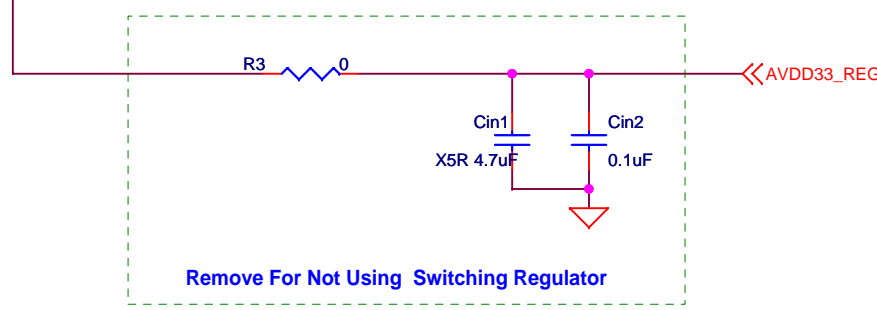 R3 0
AVDD33_REG
Cin1 Cin2
X5R 4.7uF 0.1uF
Remove For Not Using Switching Regulator